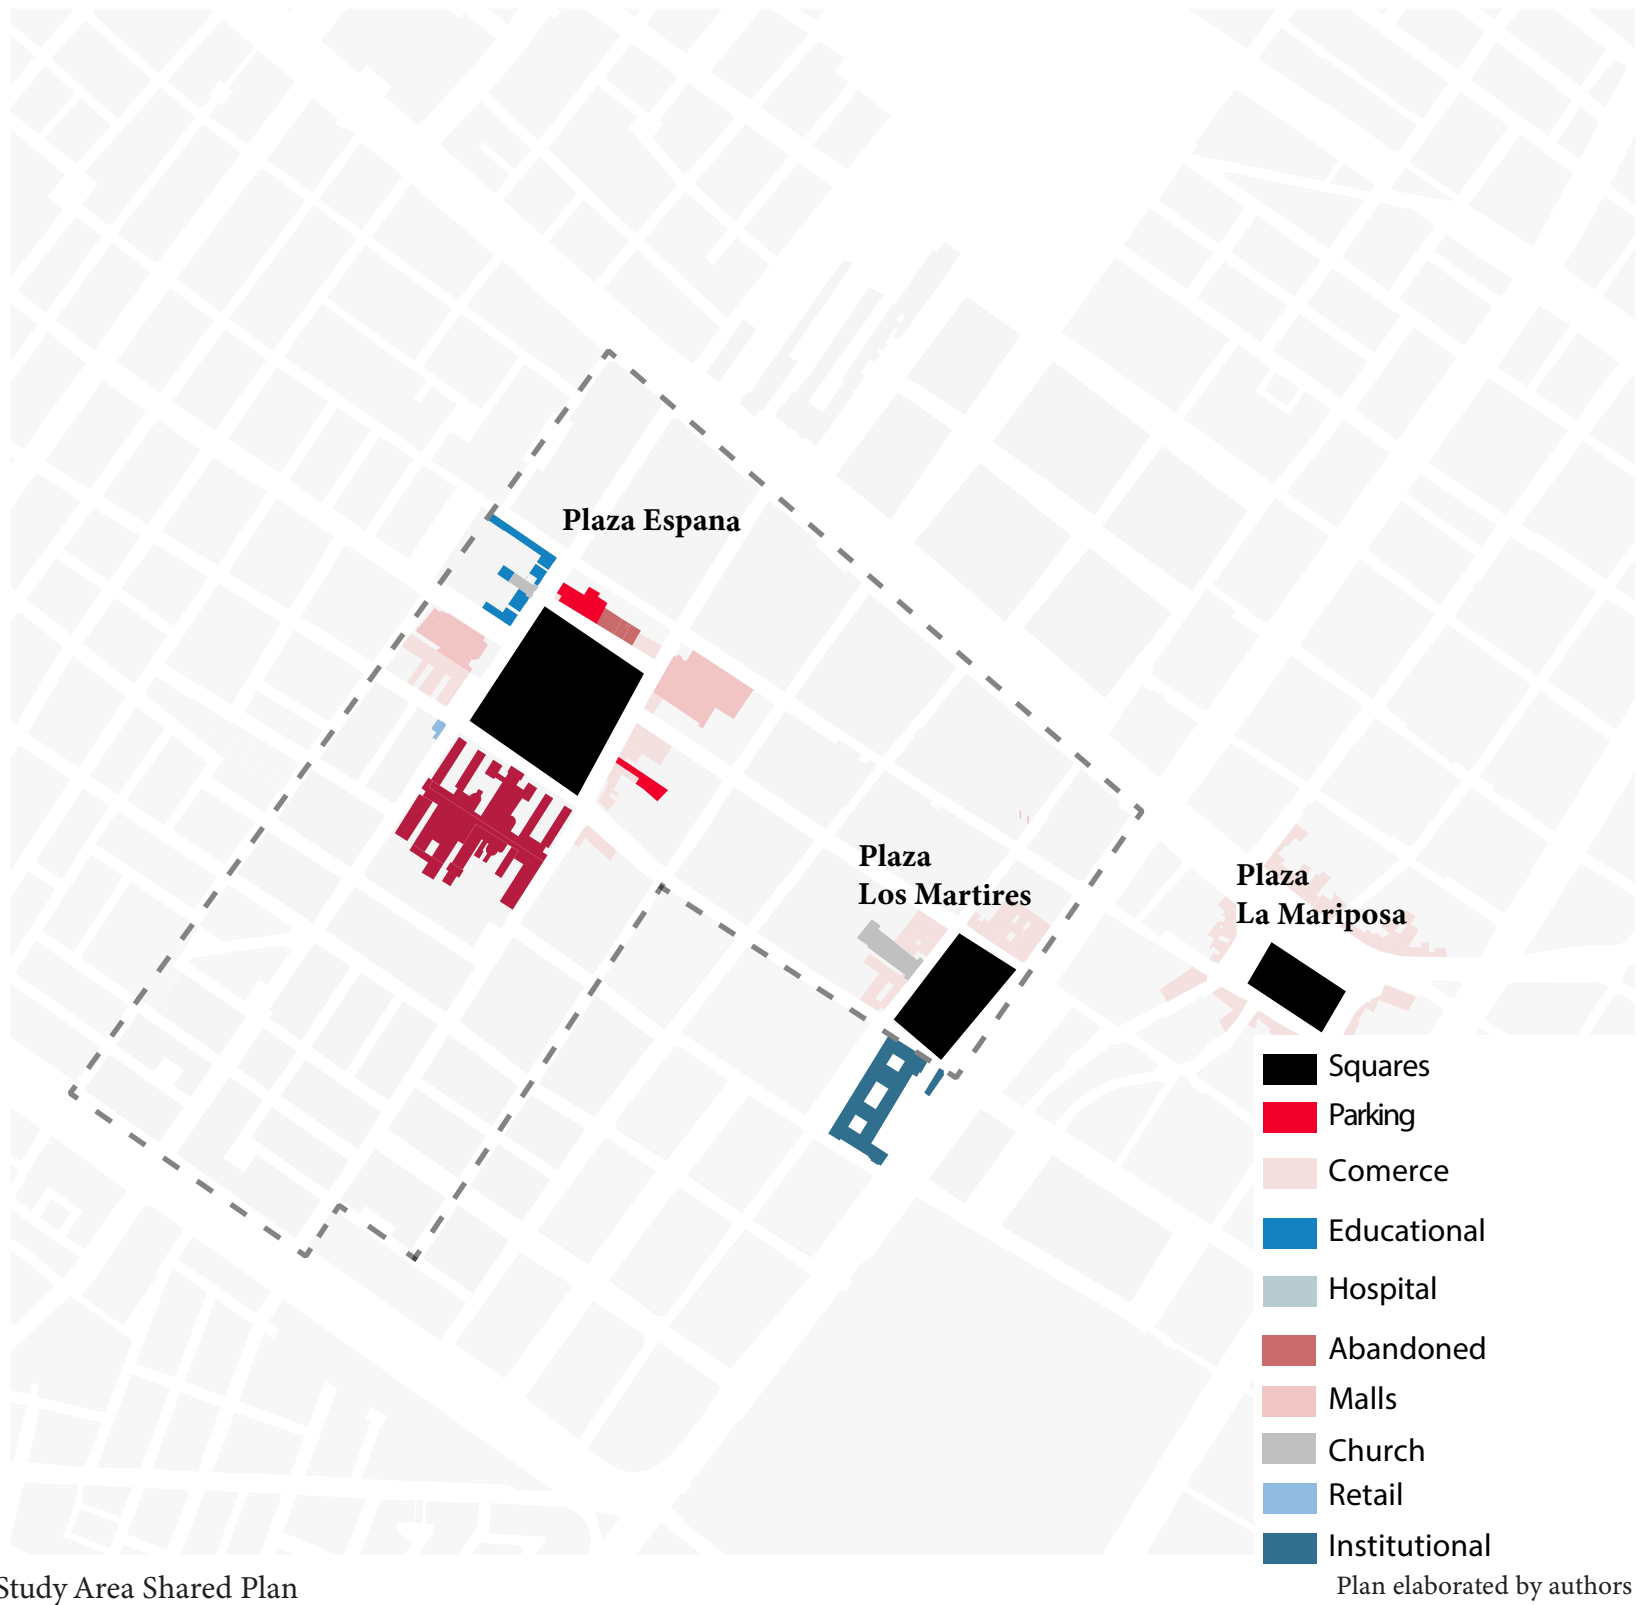 Plaza Espana
Plaza
Los Martires
Plaza
La Mariposa
Squares
Parking
Comerce
Educational
Hospital
Abandoned
Malls
Church
Retail
Institutional
Study Area Shared Plan
Plan elaborated by authors